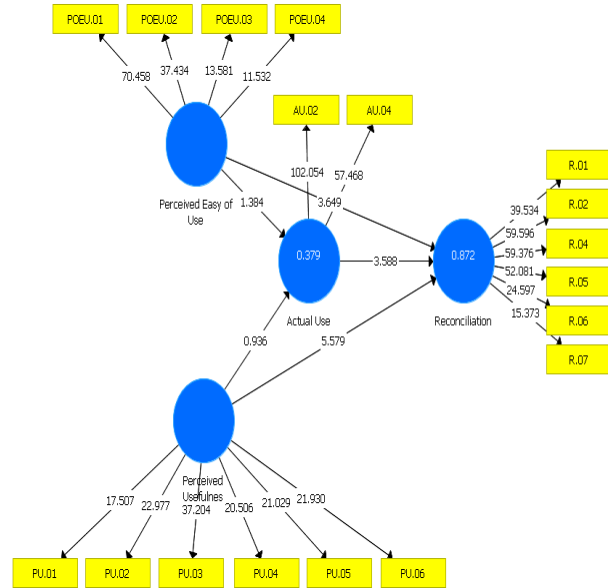 POEU.01
POEU.02
POEU.03
POEU.04
70.458
37.434
13.581
11.532
AU.02
AU.04
102.054
57.468
Perceived Easy of
Use
1.384
3.649
R.01
R.02
R.04
R.05
R.06
R.07
39.534
59.596
59.376
52.081
24.597
15.373
0.379
3.588
0.872
Actual Use
Reconciliation
0.936
5.579
Perceived
Usefulnes
17.507
22.977
37.204
20.506
21.029
21.930
PU.01
PU.02
PU.03
PU.04
PU.05
PU.06